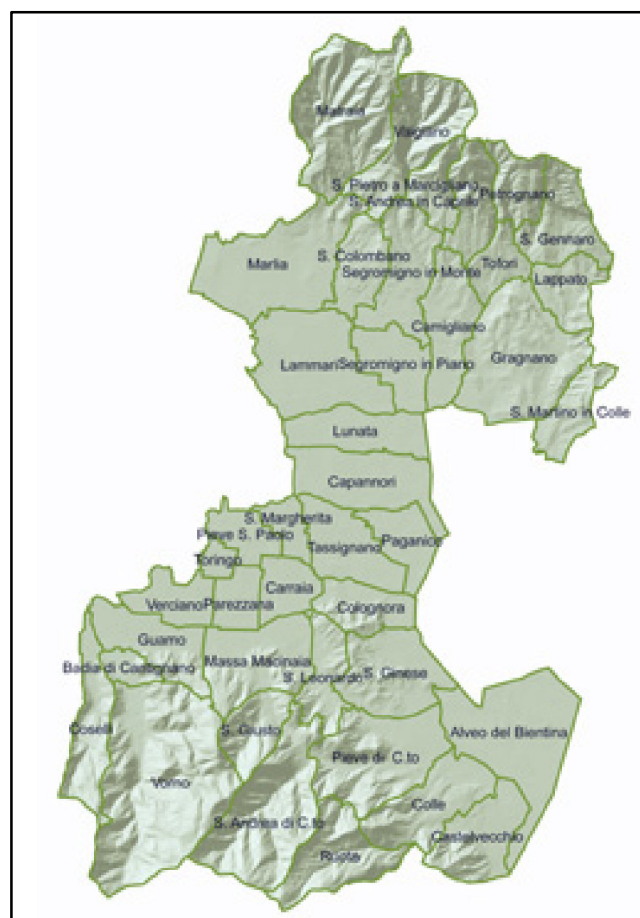 Matraia
Valgiano
S. Pietro a Marcigliano
Petrognano
S. Andrea in Caprile
S. Gennaro
S. Colombano
Marlia
Segromigno in Monte
Tofori
Lappato
Camigliano
Gragnano
Lammari
Segromigno in Piano
S. Martino in Colle
Lunata
Capannori
S. Margherita
Pieve S. Paolo
Paganico
Tassignano
Toringo
Carraia
Verciano
Parezzana
Colognora
Guamo
Badia di Cantignano
Massa Macinaia
S. Leonardo
S. Ginese
Coselli
S. Giusto
Alveo del Bientina
Pieve di C.to
Vorno
Colle
S. Andrea di C.to
Castelvecchio
Ruota